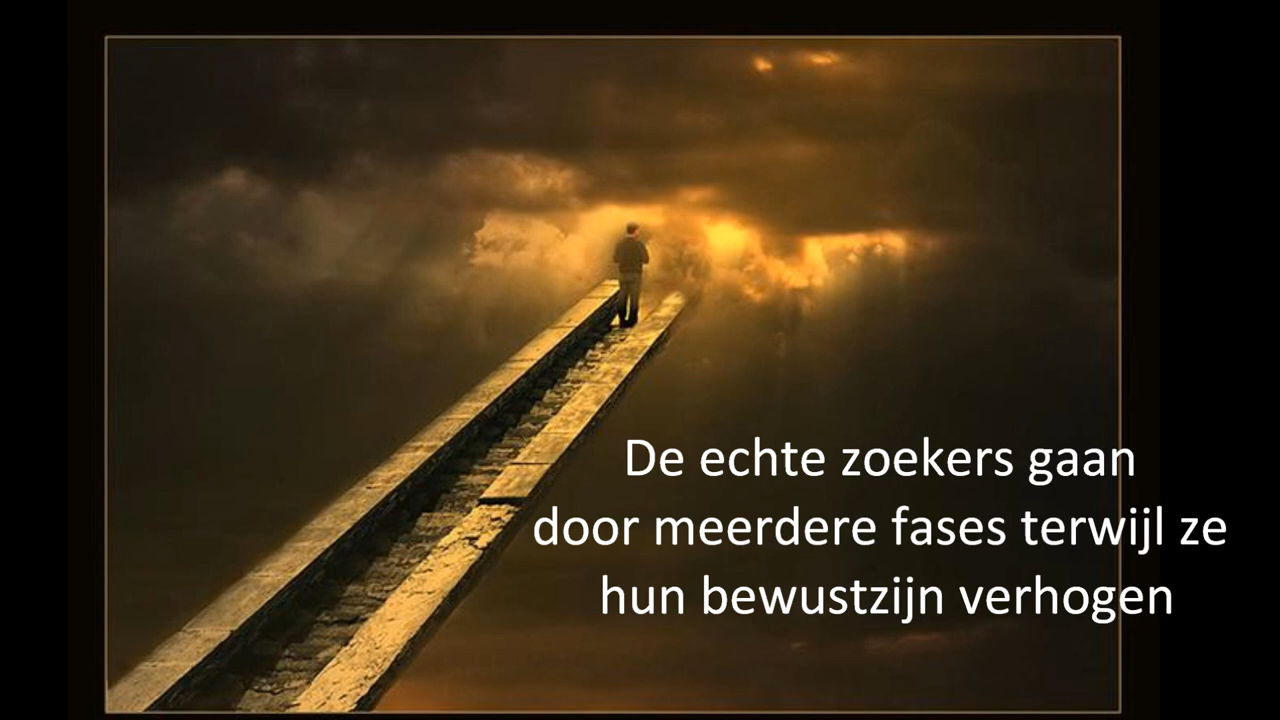 De echte zoekers gaan
door meerdere fases terwijl ze
hun bewustzijn verhogen